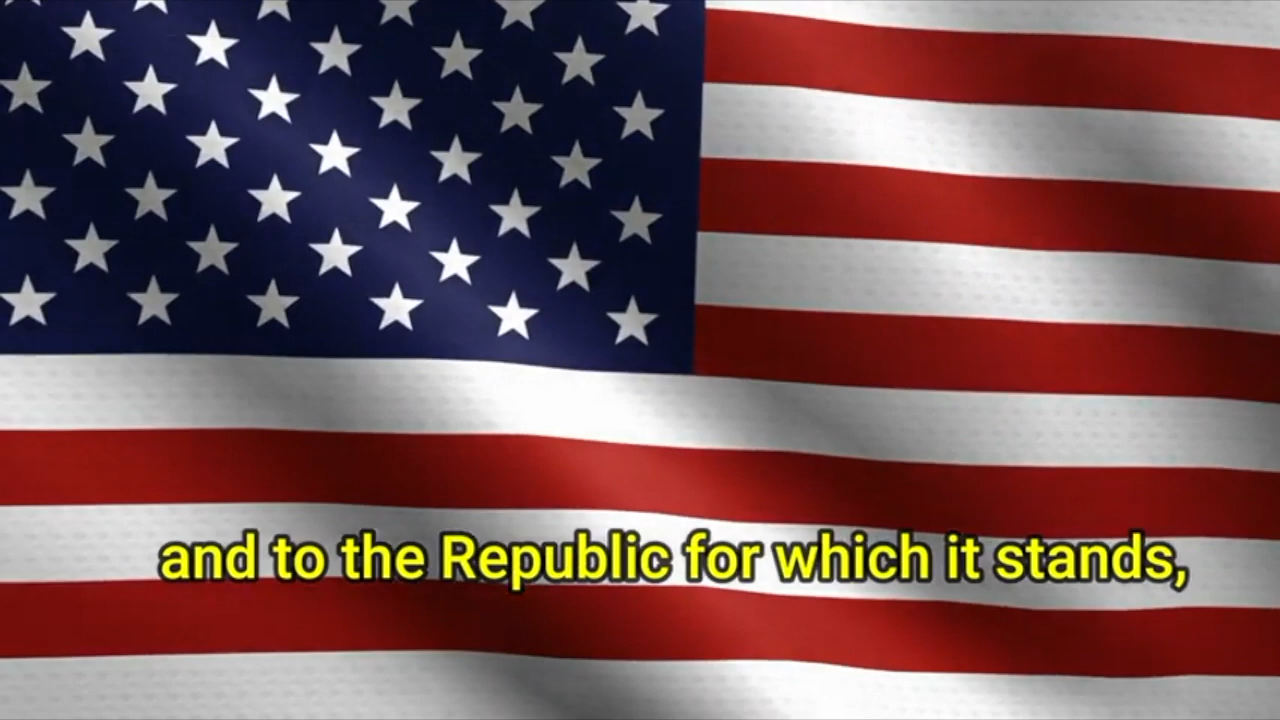 and to the Republic for which it stands,